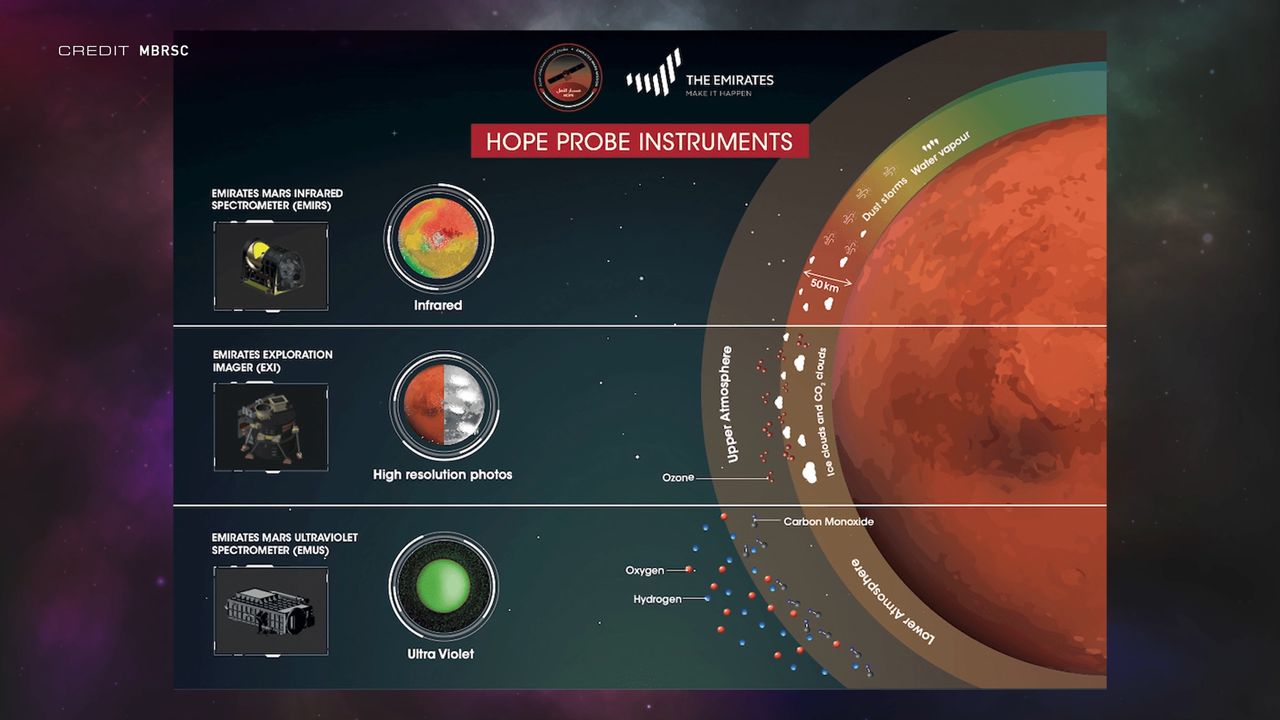 CREDIT MBRSC
THE EMIRATES
MAKE IT HAPPEN
HOPE PROBE INSTRUMENTS
EMIRATES MARS INFRARED
SPECTROMETER (EMIRS)
Infrared
Water vapour
Dust storms
50 km
EMIRATES EXPLORATION
IMAGER (EXI)
High resolution photos
Upper Atmosphere
Ice clouds and CO₂ clouds
Ozone
EMIRATES MARS ULTRAVIOLET
SPECTROMETER (EMUS)
Ultra Violet
Carbon Monoxide
Oxygen
Hydrogen
Lower Atmosphere